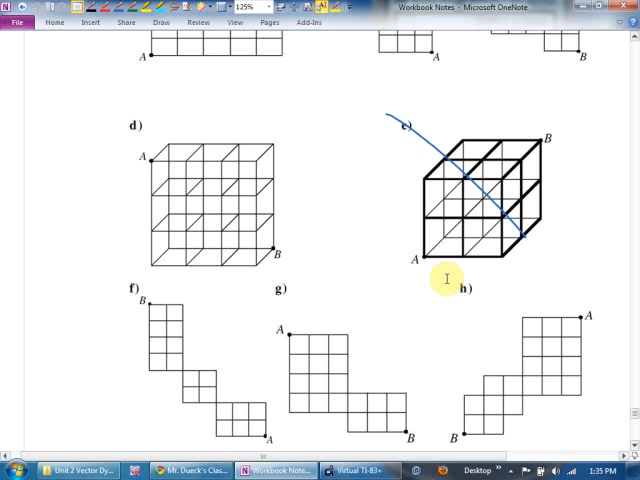 Workbook Notes - Microsoft OneNote
125%
File
Home
Insert
Share
Draw
Review
View
Pages
Add-Ins
A
A
B
d)
e)
A
B
B
A
f)
g)
h)
B
A
A
B
A
B
Unit 2 Vector Dy
Mr. Dueck's Clas...
Workbook Note...
Virtual TI-83+
Desktop
1:35 PM